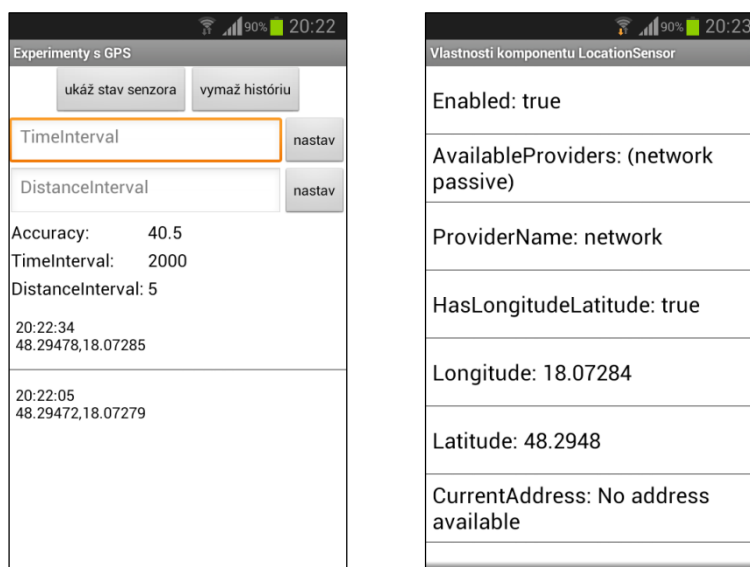 90% 20:22
Experimenty s GPS
ukáž stav senzora
vymaž históriu
TimeInterval
nastav
DistanceInterval
nastav
Accuracy: 40.5
TimeInterval: 2000
DistanceInterval: 5
20:22:34
48.29478,18.07285
20:22:05
48.29472,18.07279
90% 20:23
Vlastnosti komponentu LocationSensor
Enabled: true
AvailableProviders: (network
passive)
ProviderName: network
HasLongitudeLatitude: true
Longitude: 18.07284
Latitude: 48.2948
CurrentAddress: No address
available